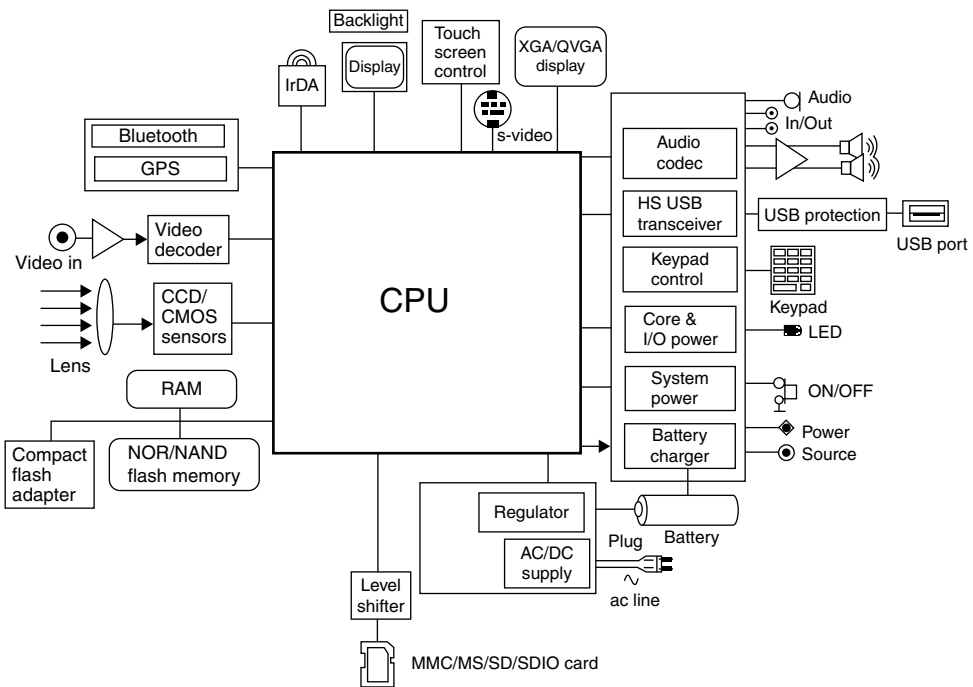 Backlight
Display
IrDA
Touch
screen
control
XGA/QVGA
display
s-video
Bluetooth
GPS
Video in
Video
decoder
Lens
CCD/
CMOS
sensors
RAM
NOR/NAND
flash memory
Compact
flash
adapter
CPU
Audio
In/Out
Audio
codec
HS USB
transceiver
USB protection
USB port
Keypad
control
Keypad
Core &
I/O power
LED
System
power
ON/OFF
Battery
charger
Power
Source
Regulator
Battery
AC/DC
supply
Plug
ac line
Level
shifter
MMC/MS/SD/SDIO card